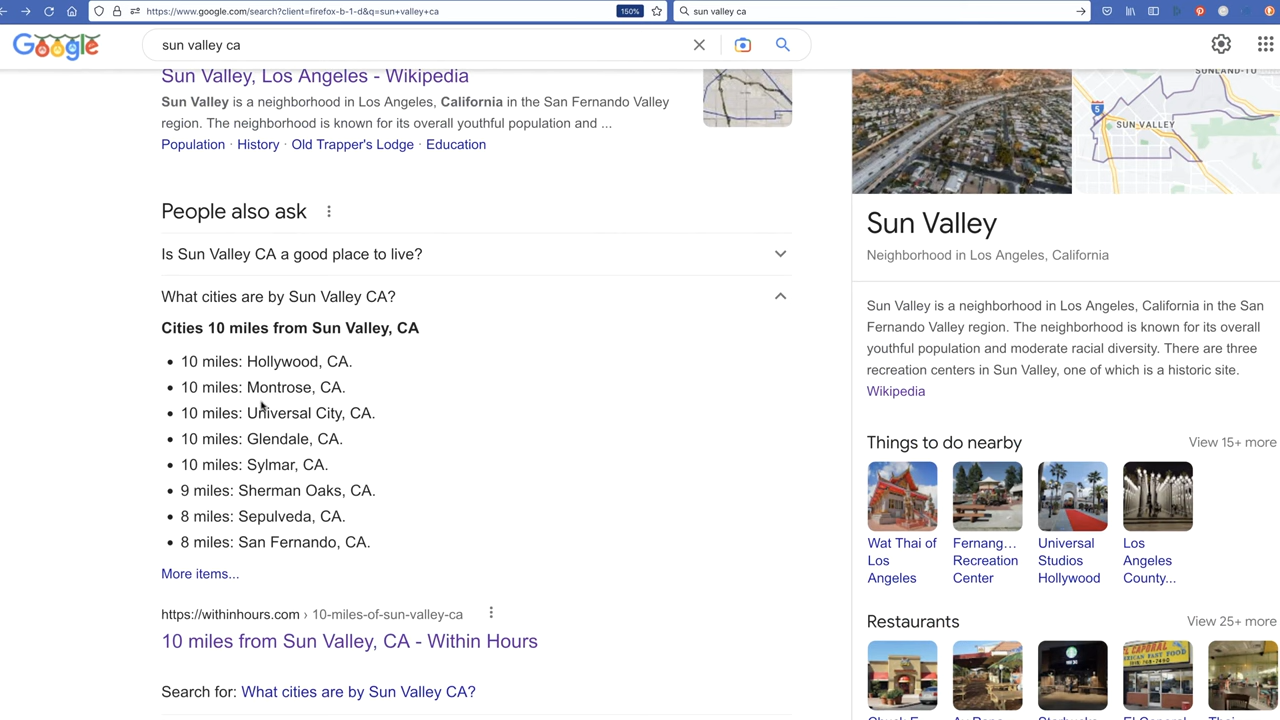 https://www.google.com/search?client=firefox-b-1-d&q=sun+valley+ca
150%
sun valley ca
Google
sun valley ca
Sun Valley, Los Angeles - Wikipedia
Sun Valley is a neighborhood in Los Angeles, California in the San Fernando Valley
region. The neighborhood is known for its overall youthful population and ...
Population · History · Old Trapper's Lodge · Education
People also ask
Is Sun Valley CA a good place to live?
What cities are by Sun Valley CA?
Cities 10 miles from Sun Valley, CA
• 10 miles: Hollywood, CA.
• 10 miles: Montrose, CA.
• 10 miles: Universal City, CA.
• 10 miles: Glendale, CA.
• 10 miles: Sylmar, CA.
• 9 miles: Sherman Oaks, CA.
• 8 miles: Sepulveda, CA.
• 8 miles: San Fernando, CA.
More items...
https://withinhours.com › 10-miles-of-sun-valley-ca
10 miles from Sun Valley, CA - Within Hours
Search for: What cities are by Sun Valley CA?
SUNLAND-TU
5
SUN VALLEY
Sun Valley
Neighborhood in Los Angeles, California
Sun Valley is a neighborhood in Los Angeles, California in the San
Fernando Valley region. The neighborhood is known for its overall
youthful population and moderate racial diversity. There are three
recreation centers in Sun Valley, one of which is a historic site.
Wikipedia
Things to do nearby
View 15+ more
Wat Thai of
Los
Angeles
Fernang...
Recreation
Center
Universal
Studios
Hollywood
Los
Angeles
County...
Restaurants
View 25+ more
EL CAPORAL
MEXICAN FAST FOOD